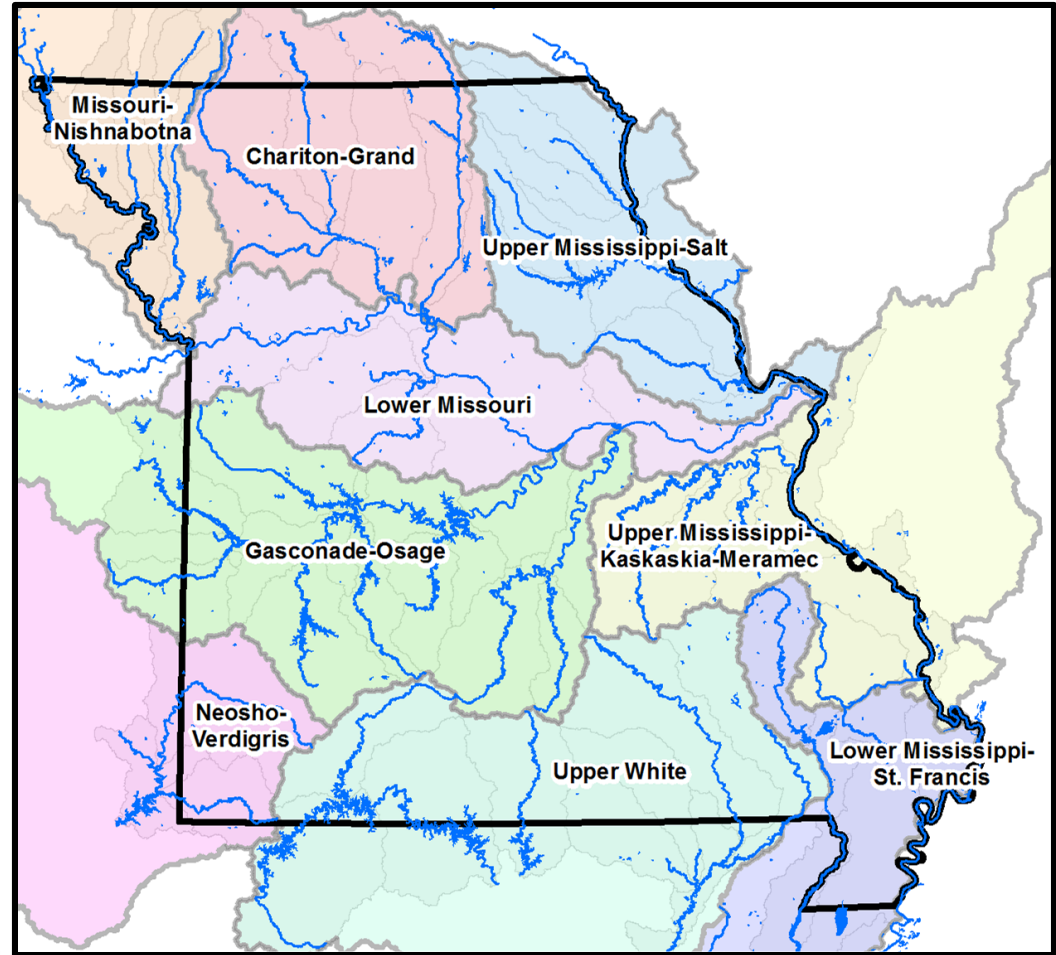 Missouri-
Nishnabotna
Chariton-Grand
Upper Mississippi-Salt
Lower Missouri
Upper Mississippi-
Kaskaskia-Meramec
Gasconade-Osage
Neosho-
Verdigris
Upper White
Lower Mississippi-
St. Francis